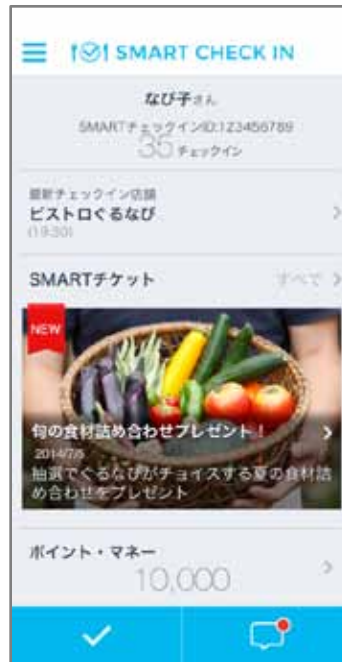 SMART CHECK IN
なび子さん
SMARTチェックインID:123456789
35 チェックイン
最新チェックイン店舗
ビストロぐるなび
(19:30)
SMARTチケット
すべて
NEW
旬の食材詰め合わせプレゼント！
2014/7/5
抽選でぐるなびがチョイスする夏の食材詰
め合わせをプレゼント
ポイント・マネー
10,000